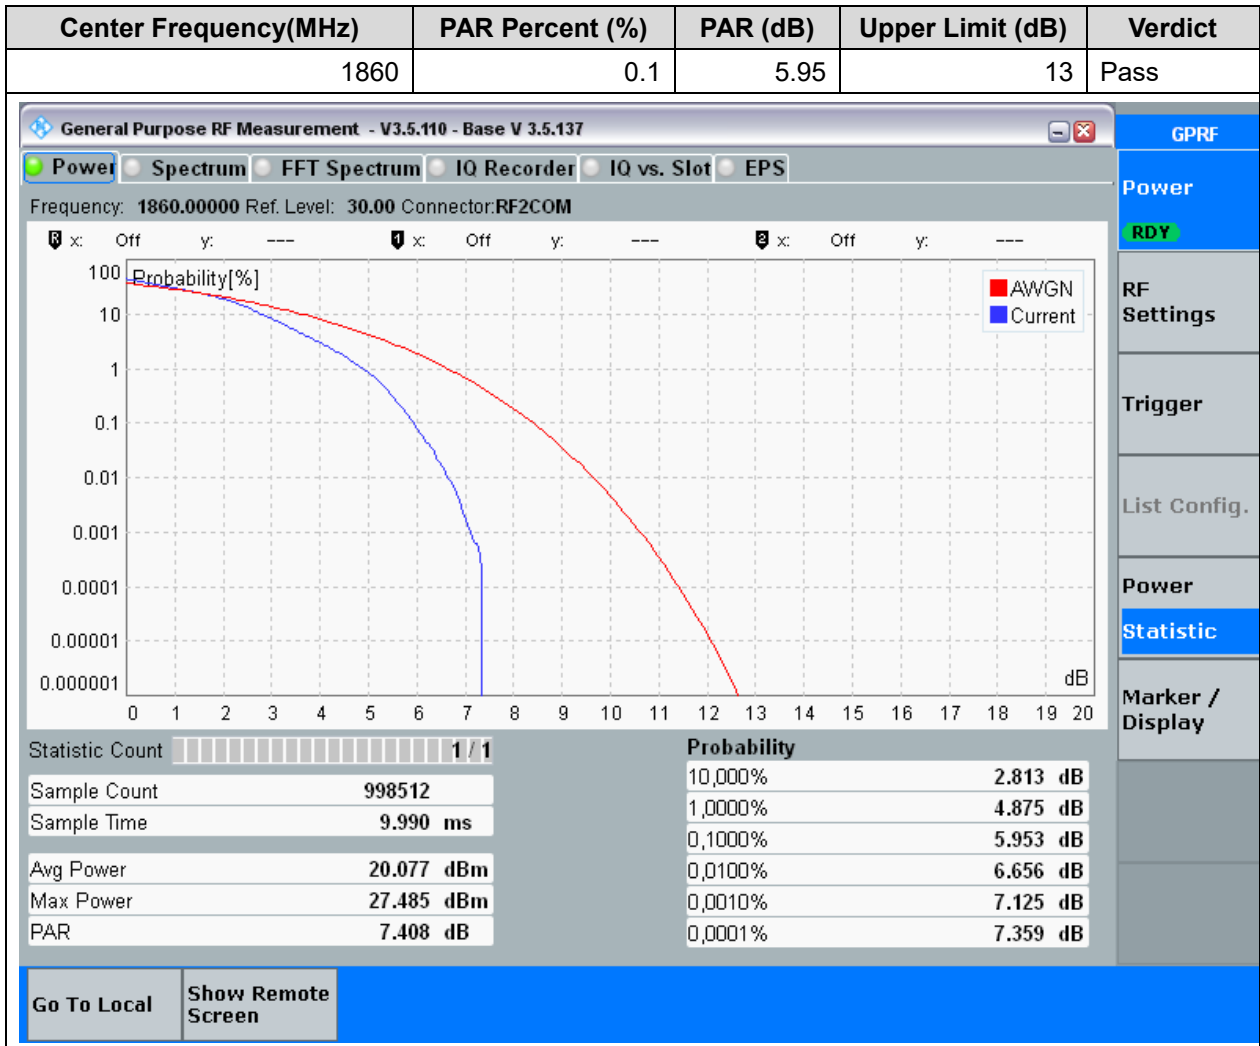 Center Frequency(MHz) PAR Percent (%) PAR (dB) Upper Limit (dB) Verdict
1860 0.1 5.95 13 Pass
General Purpose RF Measurement - V3.5.110 - Base V 3.5.137
GPRF
Power Spectrum FFT Spectrum IQ Recorder IQ vs. Slot EPS
Power
RDY
Frequency: 1860.00000 Ref. Level: 30.00 Connector:RF2COM
R x: Off y: --- 1 x: Off y: --- 2 x: Off y: ---
Probability[%]
AWGN
Current
100
10
1
0.1
0.01
0.001
0.0001
0.00001
0.000001
dB
0 1 2 3 4 5 6 7 8 9 10 11 12 13 14 15 16 17 18 19 20
RF
Settings
Trigger
List Config.
Power
Statistic
Marker /
Display
Statistic Count 1 / 1
Sample Count 998512
Sample Time 9.990 ms
Avg Power 20.077 dBm
Max Power 27.485 dBm
PAR 7.408 dB
Probability
10,000% 2.813 dB
1,0000% 4.875 dB
0,1000% 5.953 dB
0,0100% 6.656 dB
0,0010% 7.125 dB
0,0001% 7.359 dB
Go To Local
Show Remote
Screen